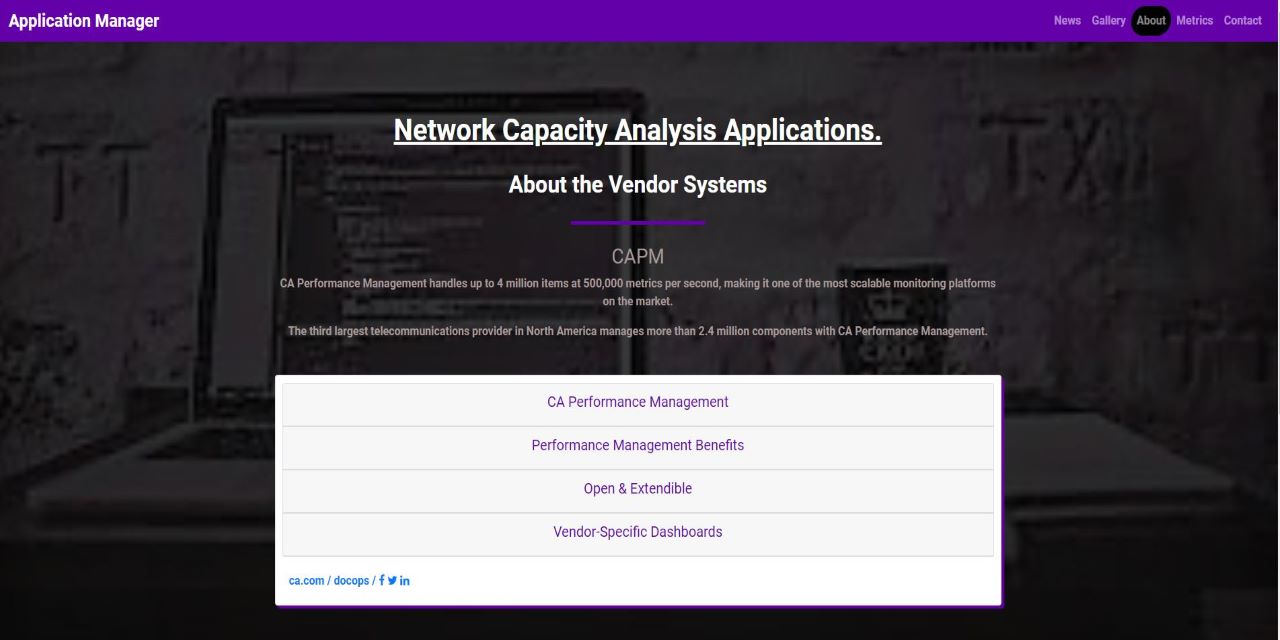 Application Manager
News Gallery About Metrics Contact
Network Capacity Analysis Applications.
About the Vendor Systems
CAPM
CA Performance Management handles up to 4 million items at 500,000 metrics per second, making it one of the most scalable monitoring platforms
on the market.
The third largest telecommunications provider in North America manages more than 2.4 million components with CA Performance Management.
CA Performance Management
Performance Management Benefits
Open & Extendible
Vendor-Specific Dashboards
ca.com / docops /